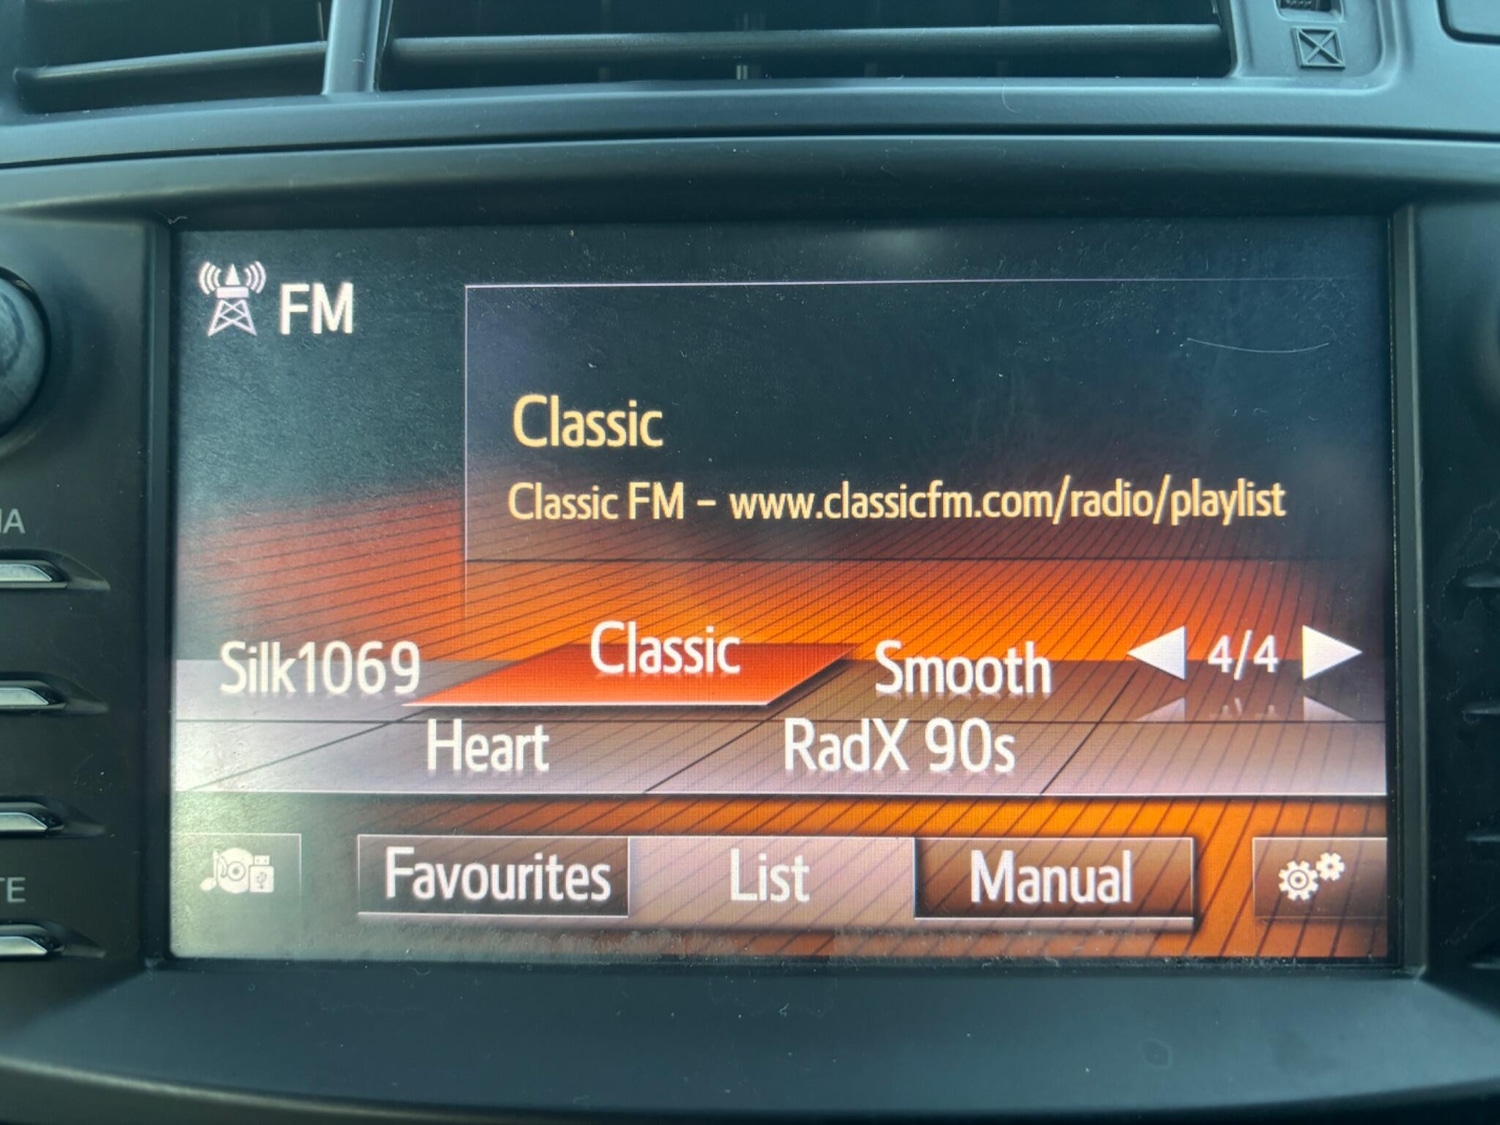 FM
Classic
Classic FM – www.classicfm.com/radio/playlist
Silk1069 Classic Smooth 4/4
Heart RadX 90s
Favourites List Manual